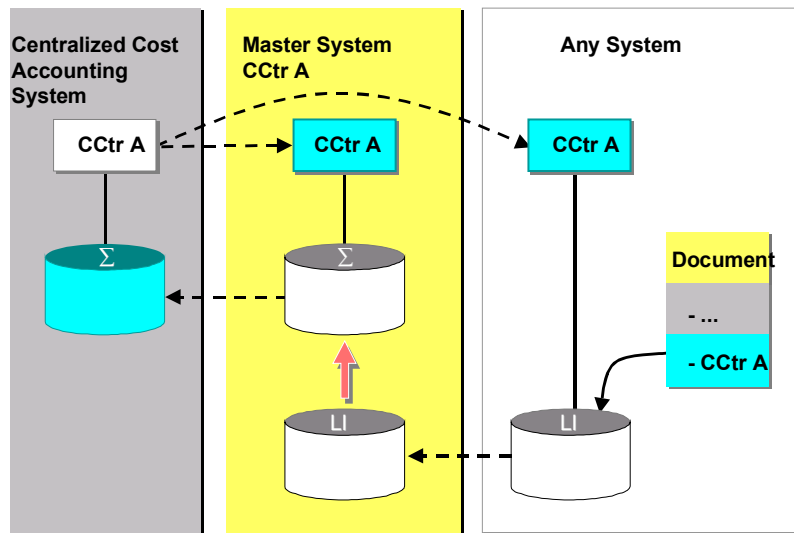 Centralized Cost
Accounting
System
Master System
CCtr A
Any System
CCtr A
CCtr A
CCtr A
Σ
Σ
Document
- ...
- CCtr A
LI
LI